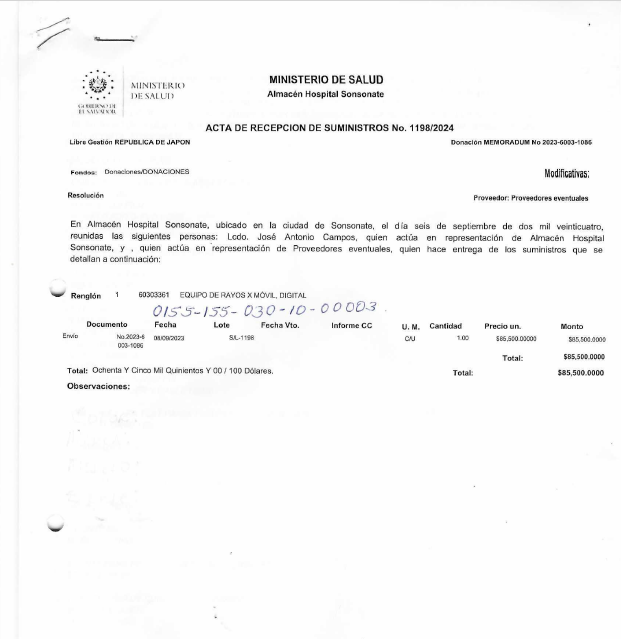 MINISTERIO DE SALUD
Almacén Hospital Sonsonate
MINISTERIO
DE SALUD
GOBIERNO DE
EL SALVADOR
ACTA DE RECEPCION DE SUMINISTROS No. 1198/2024
Libre Gestión REPUBLICA DE JAPON Donación MEMORADUM No 2023-6003-1086
Fondos: Donaciones/DONACIONES Modificativas:
Resolución Proveedor: Proveedores eventuales
En Almacén Hospital Sonsonate, ubicado en la ciudad de Sonsonate, el día seis de septiembre de dos mil veinticuatro,
reunidas las siguientes personas: Lcdo. José Antonio Campos, quien actúa en representación de Almacén Hospital
Sonsonate, y , quien actúa en representación de Proveedores eventuales, quien hace entrega de los suministros que se
detallan a continuación:
Renglón 1 60303361 EQUIPO DE RAYOS X MÓVIL, DIGITAL
0155-155-030-10-00003
Documento Fecha Lote Fecha Vto. Informe CC U. M. Cantidad Precio un. Monto
Envío No.2023-6 08/09/2023 S/L-1198 C/U 1.00 $85,500.00000 $85,500.0000
003-1086
Total: $85,500.0000
Total: Ochenta Y Cinco Mil Quinientos Y 00 / 100 Dólares. Total: $85,500.0000
Observaciones: